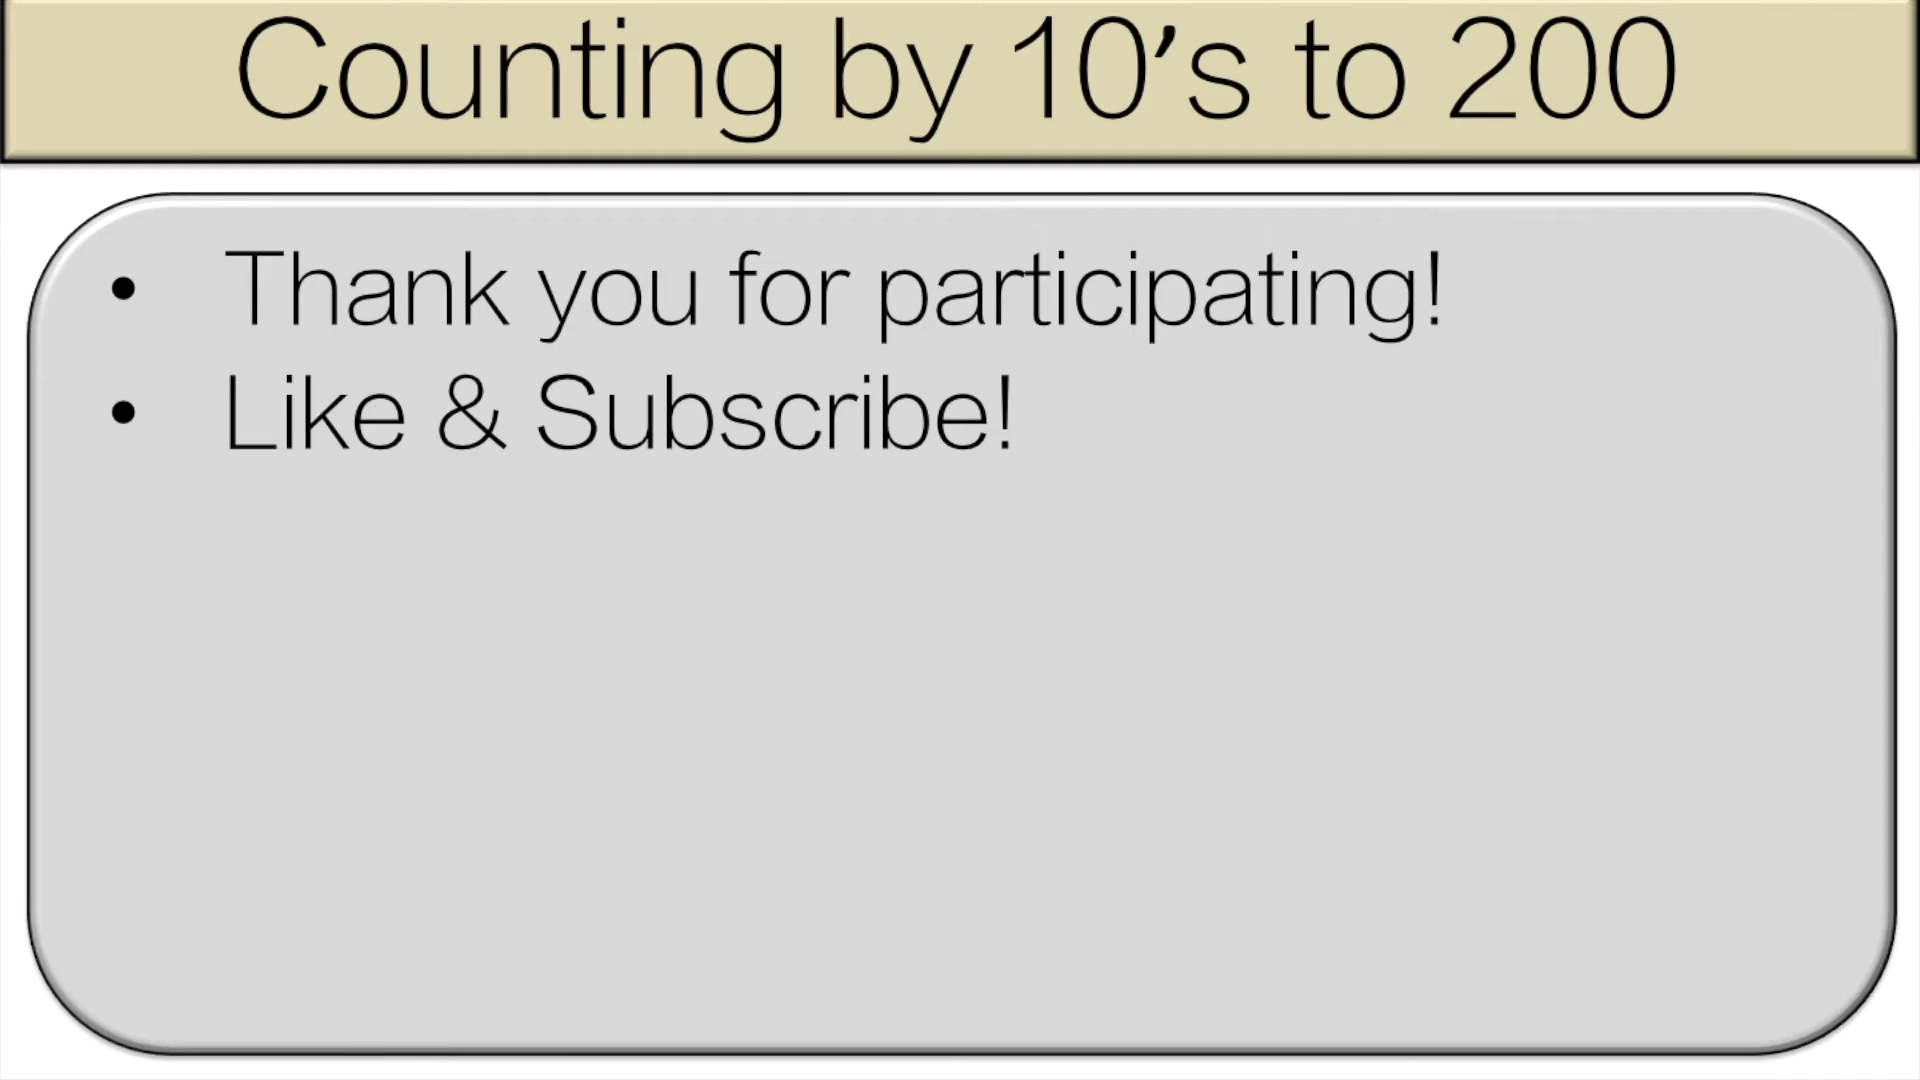 Counting by 10's to 200
• Thank you for participating!
• Like & Subscribe!